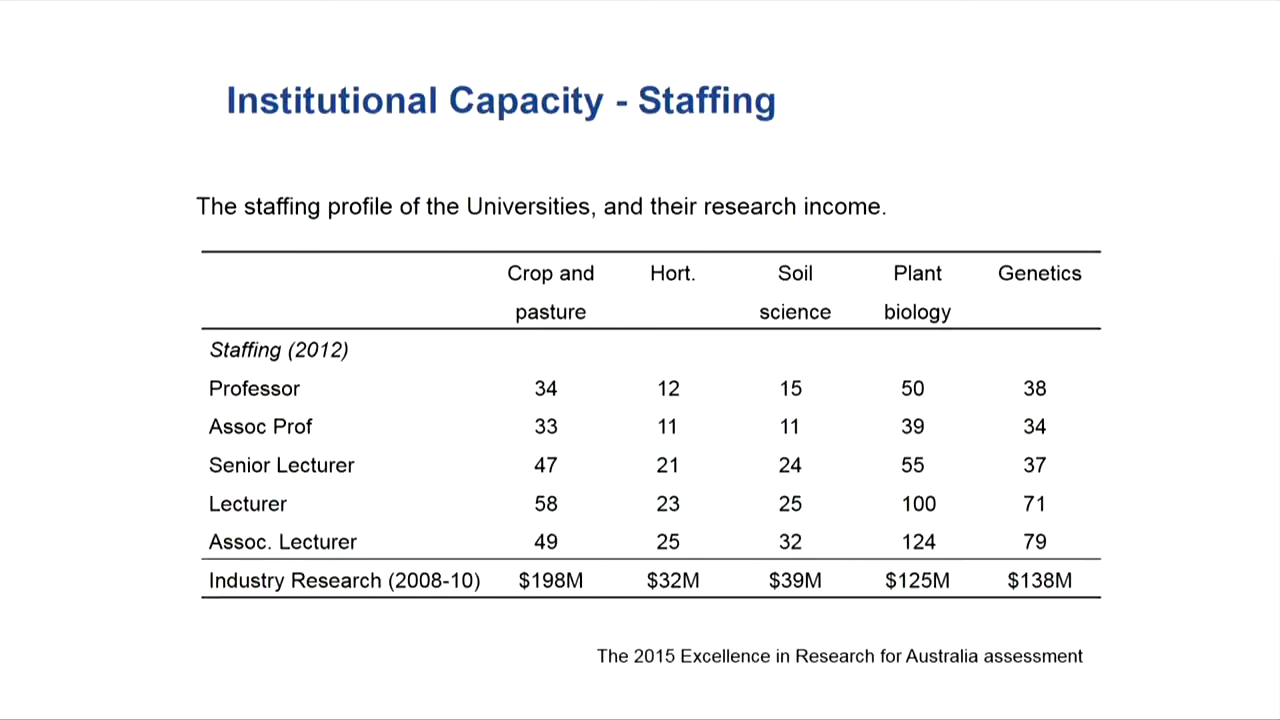 Institutional Capacity - Staffing
The staffing profile of the Universities, and their research income.
Crop and pasture Hort. Soil science Plant biology Genetics
Staffing (2012)
Professor 34 12 15 50 38
Assoc Prof 33 11 11 39 34
Senior Lecturer 47 21 24 55 37
Lecturer 58 23 25 100 71
Assoc. Lecturer 49 25 32 124 79
Industry Research (2008-10) $198M $32M $39M $125M $138M
The 2015 Excellence in Research for Australia assessment